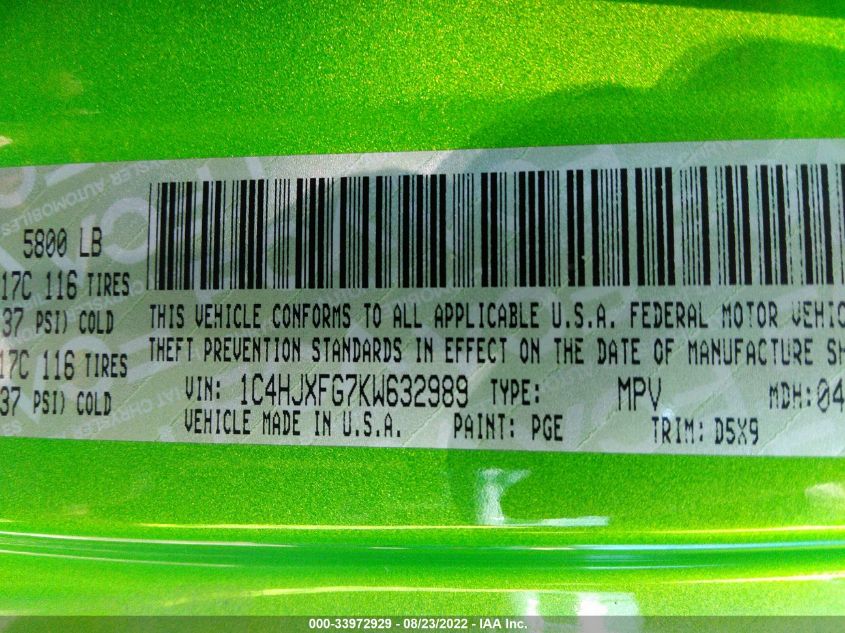 5800 LB
17C 116 TIRES
37 PSI) COLD
17C 116 TIRES
37 PSI) COLD
THIS VEHICLE CONFORMS TO ALL APPLICABLE U.S.A. FEDERAL MOTOR VEHIC
THEFT PREVENTION STANDARDS IN EFFECT ON THE DATE OF MANUFACTURE SH
VIN: 1C4HJXFG7KW632989 TYPE: MPV MDH:04
VEHICLE MADE IN U.S.A. PAINT: PGE TRIM: D5X9
000-33972929 - 08/23/2022 - IAA Inc.